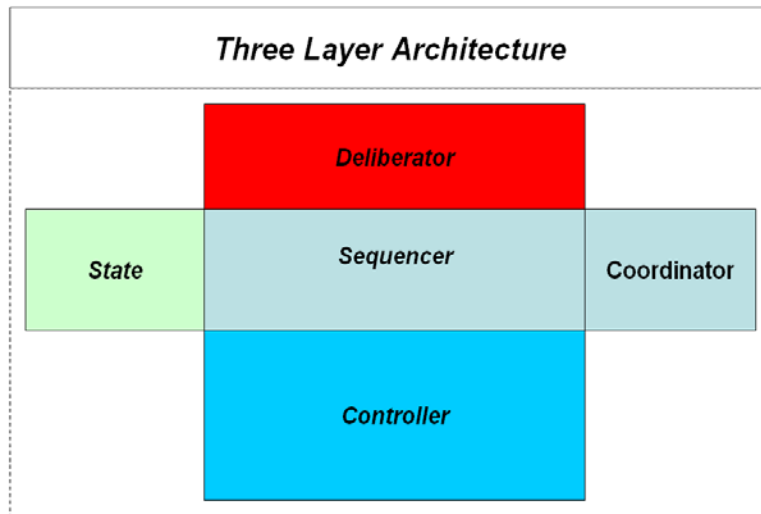 Three Layer Architecture
Deliberator
State
Sequencer
Coordinator
Controller